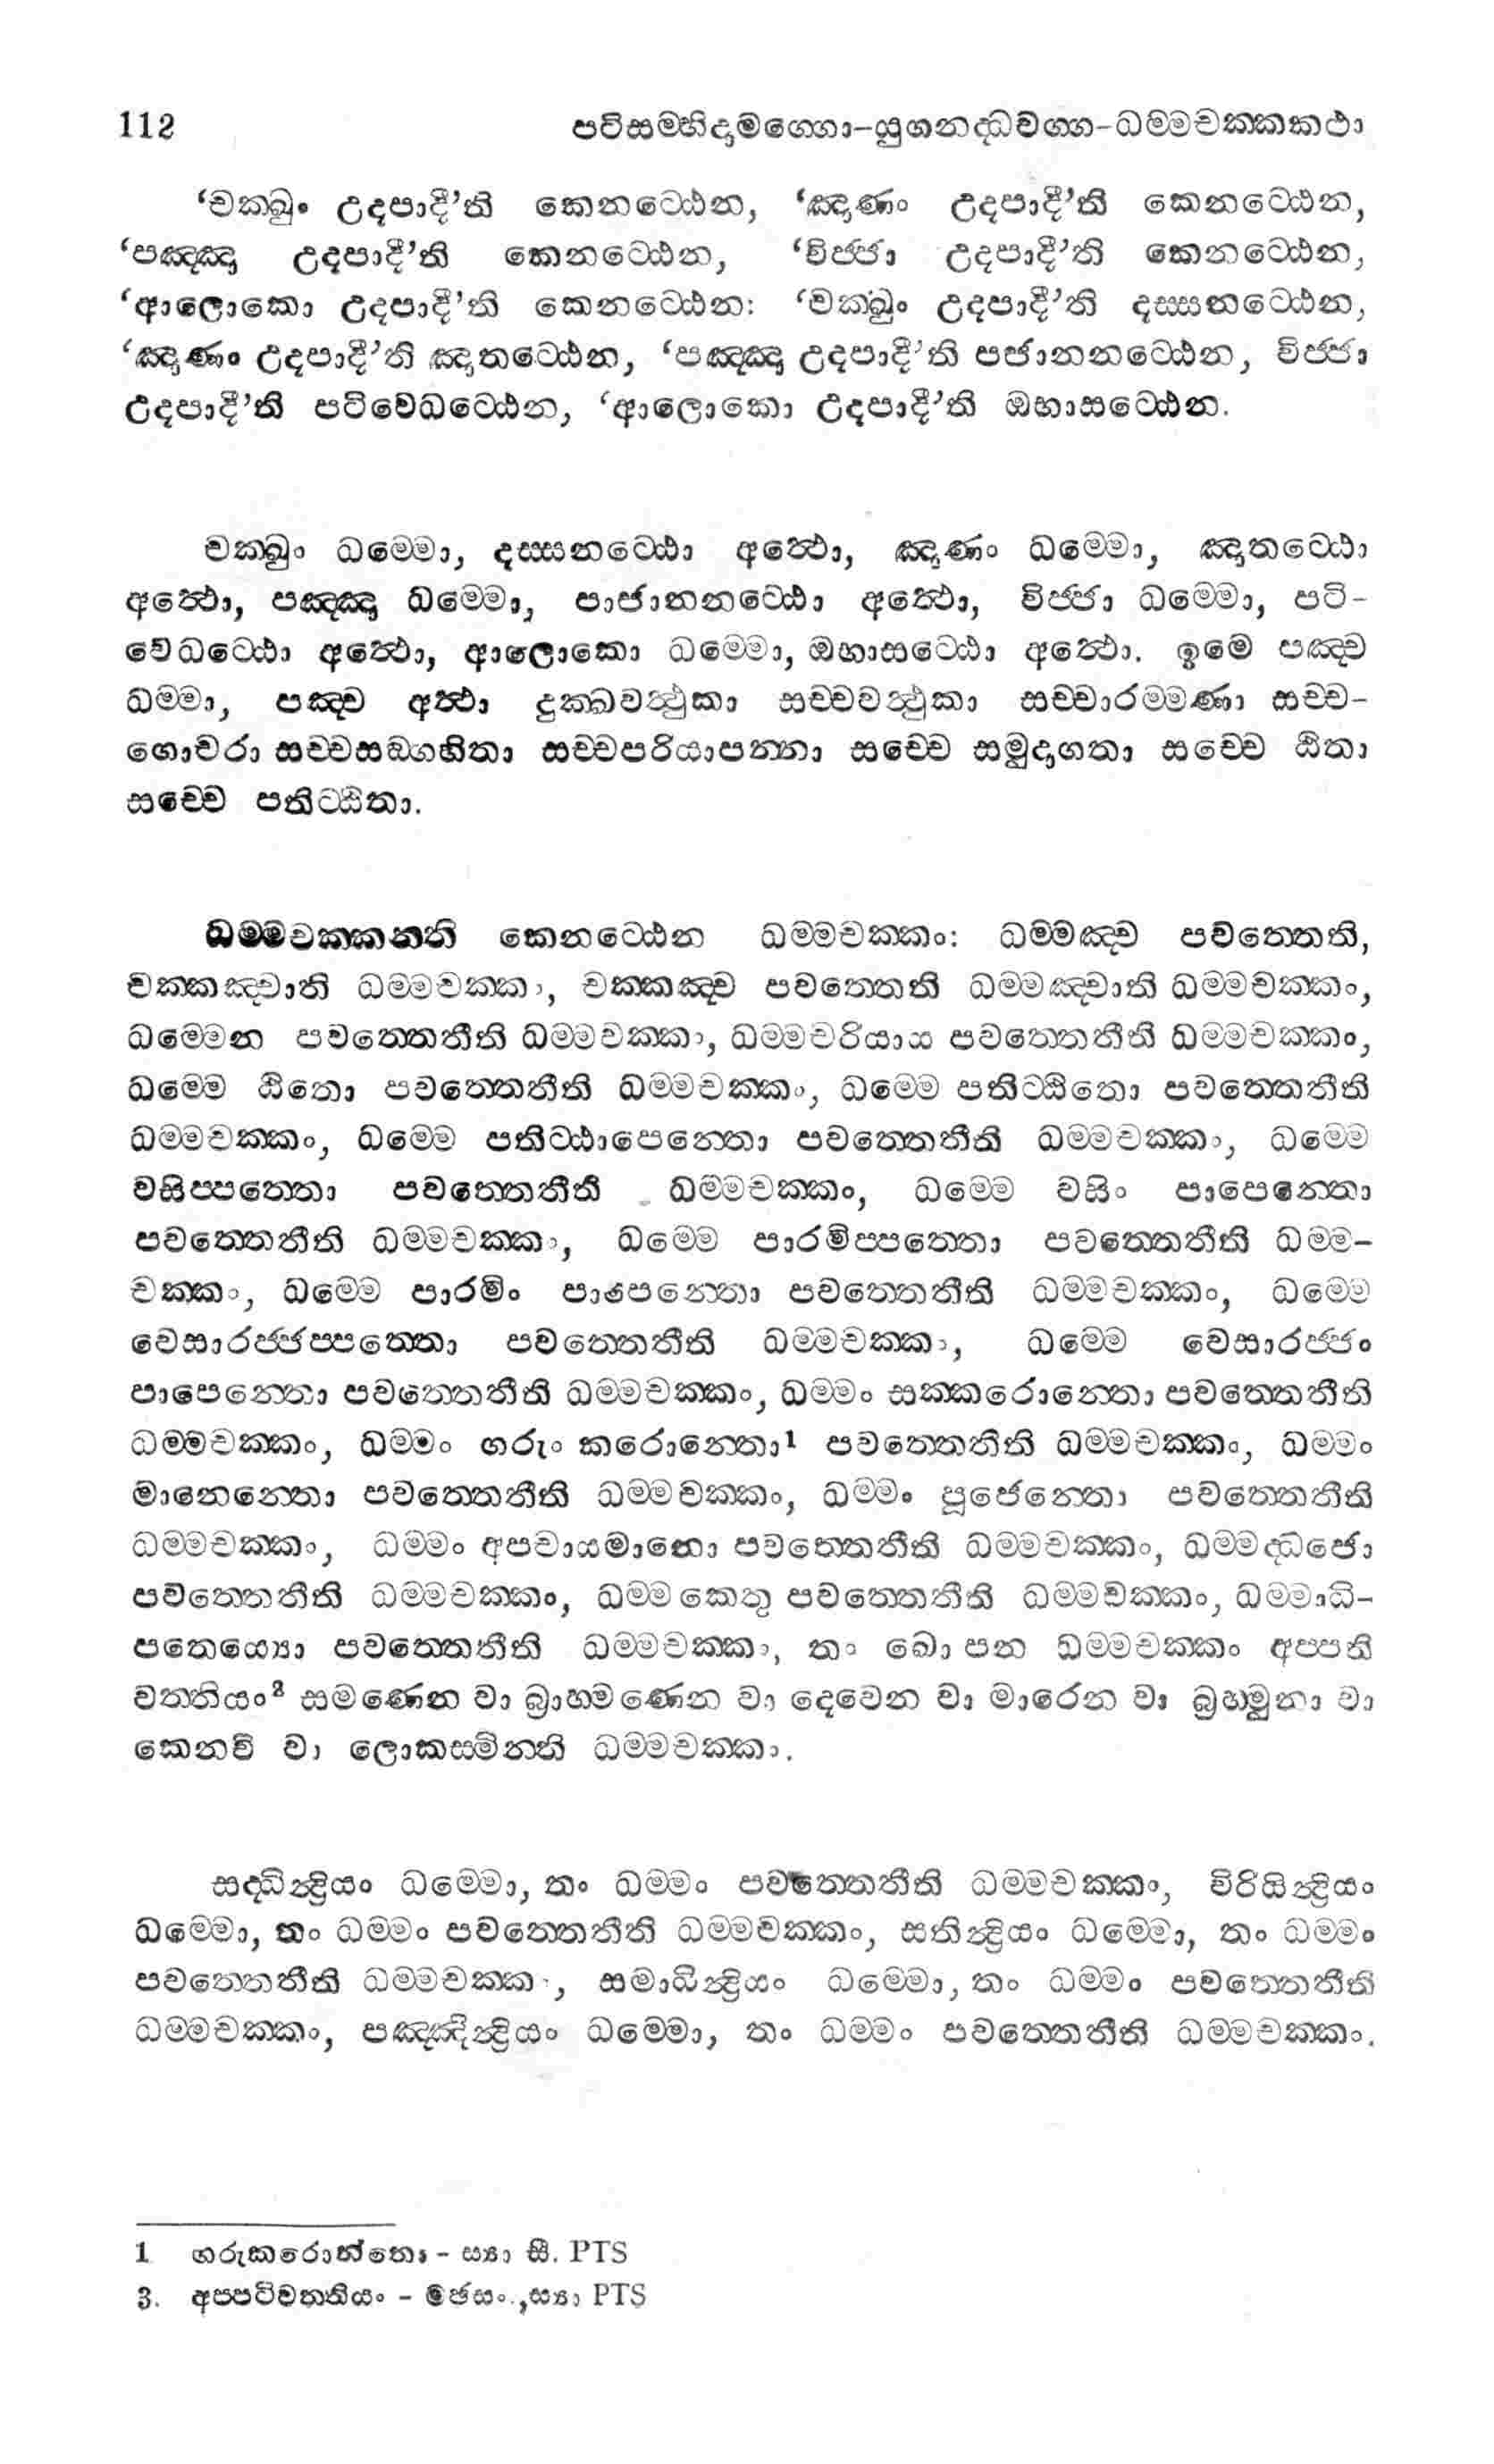 112 පටිසම්භිදාමග්ගො-යුගනද්ධවග්ග-ධම්මචක්කකථා
‘චක්ඛුං උදපාදී’ති කෙනට්ඨෙන, ‘ඤාණං උදපාදී’ති කෙනට්ඨෙන,
‘පඤ්ඤා උදපාදී’ති කෙනට්ඨෙන, ‘විජ්ජා උදපාදී’ති කෙනට්ඨෙන,
‘ආලොකො උදපාදී’ති කෙනට්ඨෙන: ‘චක්ඛුං උදපාදී’ති දස්සනට්ඨෙන,
‘ඤාණං උදපාදී’ති ඤාතට්ඨෙන, ‘පඤ්ඤා උදපාදී’ති පජානනට්ඨෙන, විජ්ජා
උදපාදී’ති පටිවෙධට්ඨෙන, ‘ආලොකො උදපාදී’ති ඔභාසට්ඨෙන.
චක්ඛුං ධම්මො, දස්සනට්ඨො අත්ථො, ඤාණං ධම්මො, ඤාතට්ඨො
අත්ථො, පඤ්ඤා ධම්මො, පාජානනට්ඨො අත්ථො, විජ්ජා ධම්මො, පටි-
වෙධට්ඨො අත්ථො, ආලොකො ධම්මො, ඔභාසට්ඨො අත්ථො. ඉමෙ පඤ්ච
ධම්මා, පඤ්ච අත්ථා දුක්ඛවත්ථුකා සච්චවත්ථුකා සච්චාරම්මණා සච්ච-
ගොචරා සච්චසඞ්ගහිතා සච්චපරියාපන්නා සච්චෙ සමුදාගතා සච්චෙ ඨිතා
සච්චෙ පතිට්ඨිතා.
ධම්මචක්කන්ති කෙනට්ඨෙන ධම්මචක්කං: ධම්මඤ්ච පවත්තෙති,
චක්කඤ්චාති ධම්මචක්කං, චක්කඤ්ච පවත්තෙති ධම්මඤ්චාති ධම්මචක්කං,
ධම්මෙන පවත්තෙතීති ධම්මචක්කං, ධම්මචරියාය පවත්තෙතීති ධම්මචක්කං,
ධම්මෙ ඨිතො පවත්තෙතීති ධම්මචක්කං, ධම්මෙ පතිට්ඨිතො පවත්තෙතීති
ධම්මචක්කං, ධම්මෙ පතිට්ඨාපෙන්තො පවත්තෙතීති ධම්මචක්කං, ධම්මෙ
වසිප්පත්තො පවත්තෙතීති ධම්මචක්කං, ධම්මෙ වසිං පාපෙන්තො
පවත්තෙතීති ධම්මචක්කං, ධම්මෙ පාරමිප්පත්තො පවත්තෙතීති ධම්ම-
චක්කං, ධම්මෙ පාරමිං පාපෙන්තො පවත්තෙතීති ධම්මචක්කං, ධම්මෙ
වෙසාරජ්ජප්පත්තො පවත්තෙතීති ධම්මචක්කං, ධම්මෙ වෙසාරජ්ජං
පාපෙන්තො පවත්තෙතීති ධම්මචක්කං, ධම්මං සක්කරොන්තො පවත්තෙතීති
ධම්මචක්කං, ධම්මං ගරුං කරොන්තො¹ පවත්තෙතීති ධම්මචක්කං, ධම්මං
මානෙන්තො පවත්තෙතීති ධම්මචක්කං, ධම්මං පූජෙන්තො පවත්තෙතීති
ධම්මචක්කං, ධම්මං අපචායමානො පවත්තෙතීති ධම්මචක්කං, ධම්මද්ධජො
පවත්තෙතීති ධම්මචක්කං, ධම්මකෙතු පවත්තෙතීති ධම්මචක්කං, ධම්මාධි-
පතෙය්‍යො පවත්තෙතීති ධම්මචක්කං, තං ඛො පන ධම්මචක්කං අප්පති
වත්තියං² සමණෙන වා බ්‍රාහ්මණෙන වා දෙවෙන වා මාරෙන වා බ්‍රහ්මුනා වා
කෙනචි වා ලොකස්මින්ති ධම්මචක්කං.
සද්ධින්ද්‍රියං ධම්මො, තං ධම්මං පවත්තෙතීති ධම්මචක්කං, විරියින්ද්‍රියං
ධම්මො, තං ධම්මං පවත්තෙතීති ධම්මචක්කං, සතින්ද්‍රියං ධම්මො, තං ධම්මං
පවත්තෙතීති ධම්මචක්කං, සමාධින්ද්‍රියං ධම්මො, තං ධම්මං පවත්තෙතීති
ධම්මචක්කං, පඤ්ඤින්ද්‍රියං ධම්මො, තං ධම්මං පවත්තෙතීති ධම්මචක්කං.
1 ගරුකරොන්තො - ස්‍යා සී. PTS
3. අප්පටිවත්තියං - මඡසං.,ස්‍යා PTS